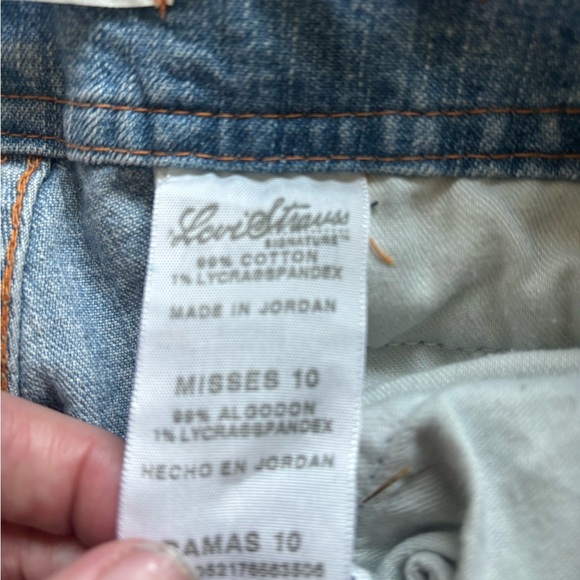 Levi Strauss
SIGNATURE™
99% COTTON
1% LYCRA®SPANDEX
MADE IN JORDAN
MISSES 10
99% ALGODON
1% LYCRA®SPANDEX
HECHO EN JORDAN
DAMAS 10